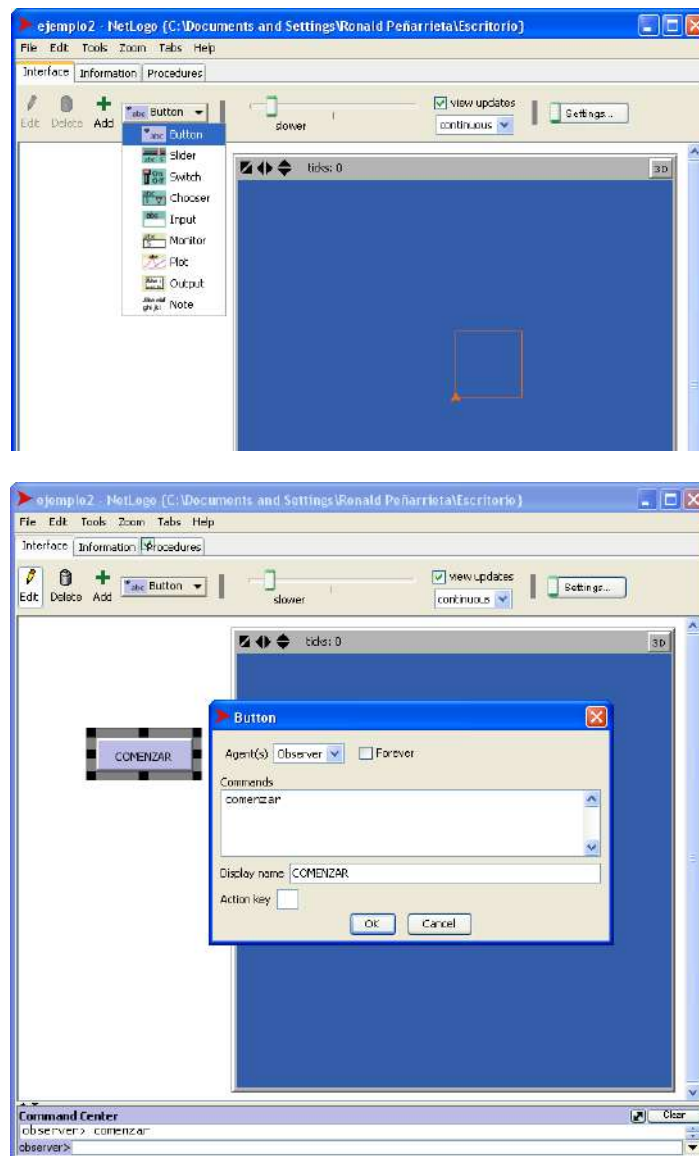 ejemplo2 - NetLogo {C:\Documents and Settings\Ronald Peñarrieta\Escritorio}
File Edit Tools Zoom Tabs Help
Interface Information Procedures
Edit Delete Add abc Button slower view updates continuous Settings...
Button
Slider
Switch
Chooser
Input
Monitor
Plot
Output
Note
ticks: 0 3D
ejemplo2 - NetLogo {C:\Documents and Settings\Ronald Peñarrieta\Escritorio}
File Edit Tools Zoom Tabs Help
Interface Information Procedures
Edit Delete Add abc Button slower view updates continuous Settings...
ticks: 0 3D
COMENZAR
Button
Agent(s) Observer Forever
Commands
comenzar
Display name COMENZAR
Action key
OK Cancel
Command Center Clear
observer> comenzar
observer>